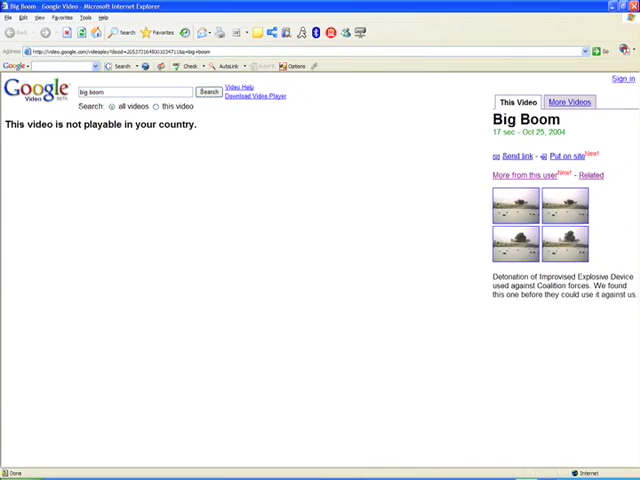 Big Boom - Google Video - Microsoft Internet Explorer
File Edit View Favorites Tools Help
Back Search Favorites
Address Go
Google Search Check AutoLink AutoFill Options
Sign in
Google
Video BETA
big boom Search Video Help
Download Video Player
Search: all videos this video
This video is not playable in your country.
This Video More Videos
Big Boom
17 sec - Oct 25, 2004
Send link - Put on site New!
More from this user New! - Related
Detonation of Improvised Explosive Device
used against Coalition forces. We found
this one before they could use it against us.
Done Internet